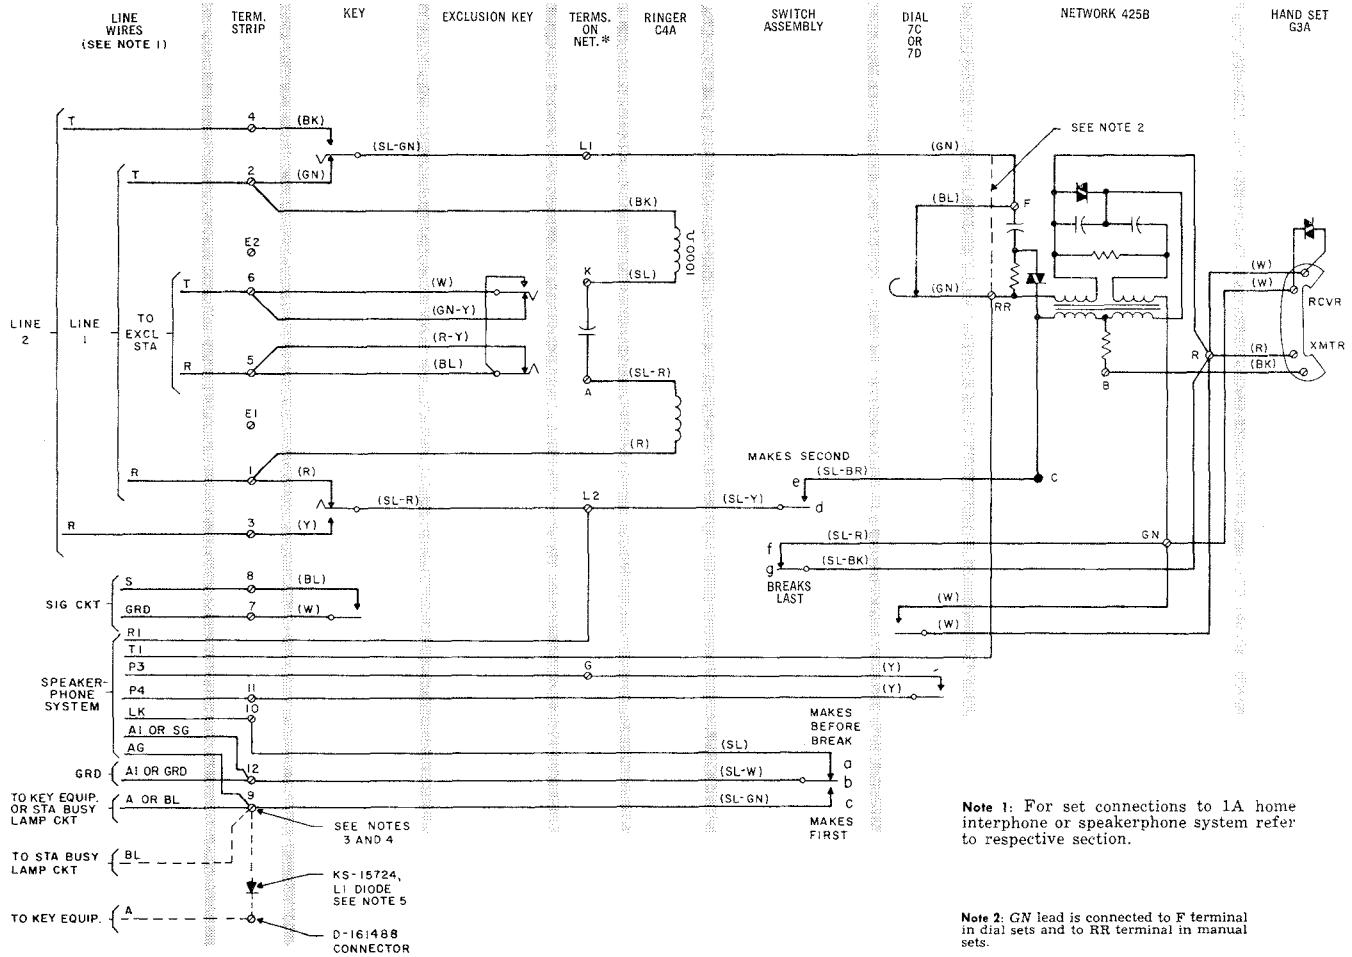 LINE
WIRES
(SEE NOTE 1)
TERM.
STRIP
KEY
EXCLUSION KEY
TERMS.
ON
NET.*
RINGER
C4A
SWITCH
ASSEMBLY
DIAL
7C
OR
7D
NETWORK 425B
HAND SET
G3A
T
4
(BK)
(SL-GN)
L1
(GN)
SEE NOTE 2
T
2
(GN)
(BK)
(BL)
F
E2
1000Ω
K
(SL)
T
6
(W)
(GN-Y)
(GN)
RR
(W)
(W)
RCVR
LINE
2
LINE
1
TO
EXCL
STA
(R-Y)
R
5
(BL)
A
(SL-R)
B
R
(R)
XMTR
(BK)
E1
(R)
R
1
(R)
MAKES SECOND
(SL-BR)
e
C
(SL-R)
L2
(SL-Y)
d
R
3
(Y)
f
(SL-R)
GN
g
(SL-BK)
BREAKS
LAST
SIG CKT
S
8
(BL)
GRD
7
(W)
(W)
(W)
R1
T1
P3
G
(Y)
SPEAKER-
PHONE
SYSTEM
P4
11
(Y)
LK
10
MAKES
BEFORE
BREAK
A1 OR SG
AG
(SL)
a
GRD
A1 OR GRD
12
(SL-W)
b
TO KEY EQUIP.
OR STA BUSY
LAMP CKT
A OR BL
9
(SL-GN)
c
MAKES
FIRST
SEE NOTES
3 AND 4
TO STA BUSY
LAMP CKT
BL
KS-15724,
L1 DIODE
SEE NOTE 5
TO KEY EQUIP.
A
D-161488
CONNECTOR
Note 1: For set connections to 1A home
interphone or speakerphone system refer
to respective section.
Note 2: GN lead is connected to F terminal
in dial sets and to RR terminal in manual
sets.